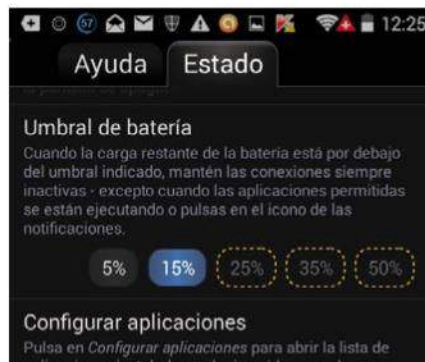 57
12:25
Ayuda Estado
Umbral de batería
Cuando la carga restante de la batería está por debajo
del umbral indicado, mantén las conexiones siempre
inactivas - excepto cuando las aplicaciones permitidas
se están ejecutando o pulsas en el icono de las
notificaciones.
5% 15% 25% 35% 50%
Configurar aplicaciones
Pulsa en Configurar aplicaciones para abrir la lista de